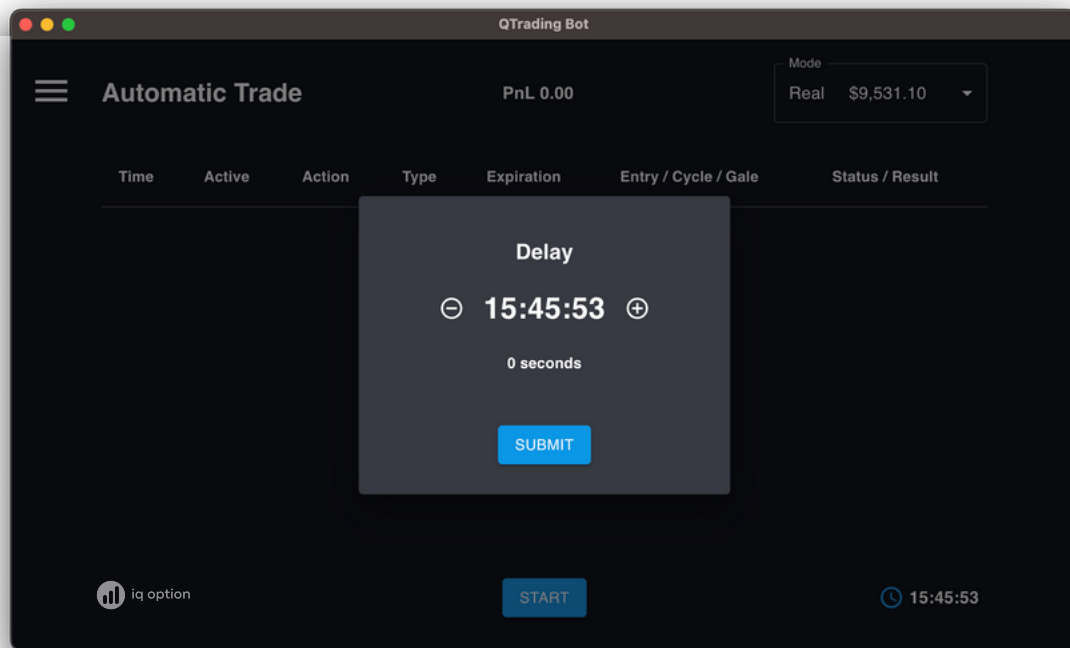 QTrading Bot
Mode
Automatic Trade PnL 0.00 Real $9,531.10
Time Active Action Type Expiration Entry / Cycle / Gale Status / Result
Delay
15:45:53
0 seconds
SUBMIT
iq option START 15:45:53